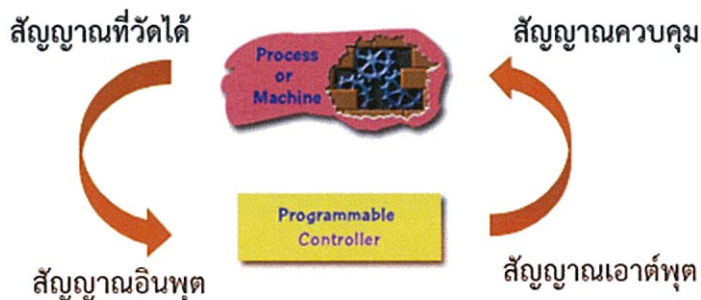 สัญญาณที่วัดได้
สัญญาณควบคุม
Process
or
Machine
Programmable
Controller
สัญญาณอินพุต
สัญญาณเอาต์พุต